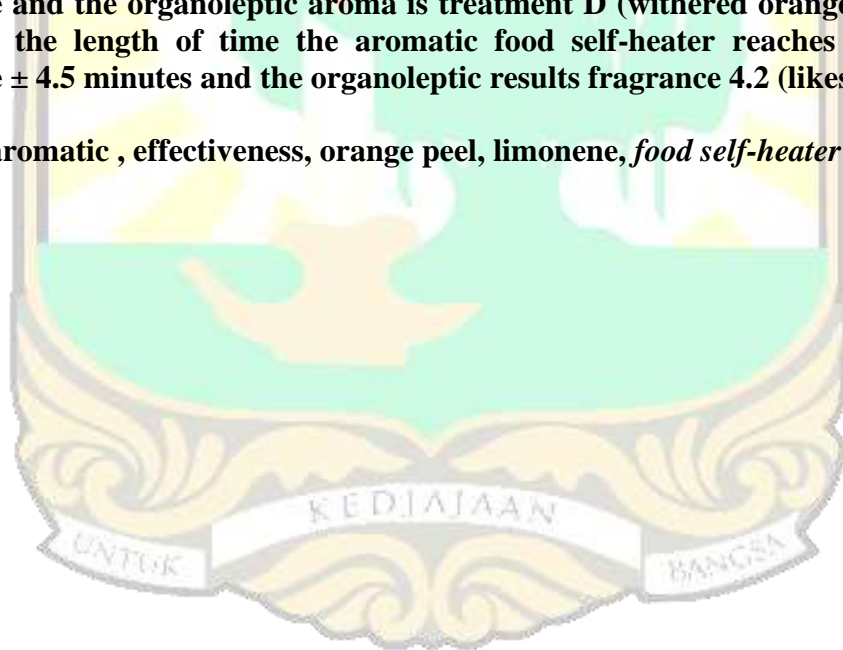 e and the organoleptic aroma is treatment D (withered orange
the length of time the aromatic food self-heater reaches
e ± 4.5 minutes and the organoleptic results fragrance 4.2 (likes
aromatic , effectiveness, orange peel, limonene, food self-heater
KEDJAJAAN
UNTUK
BANGSA